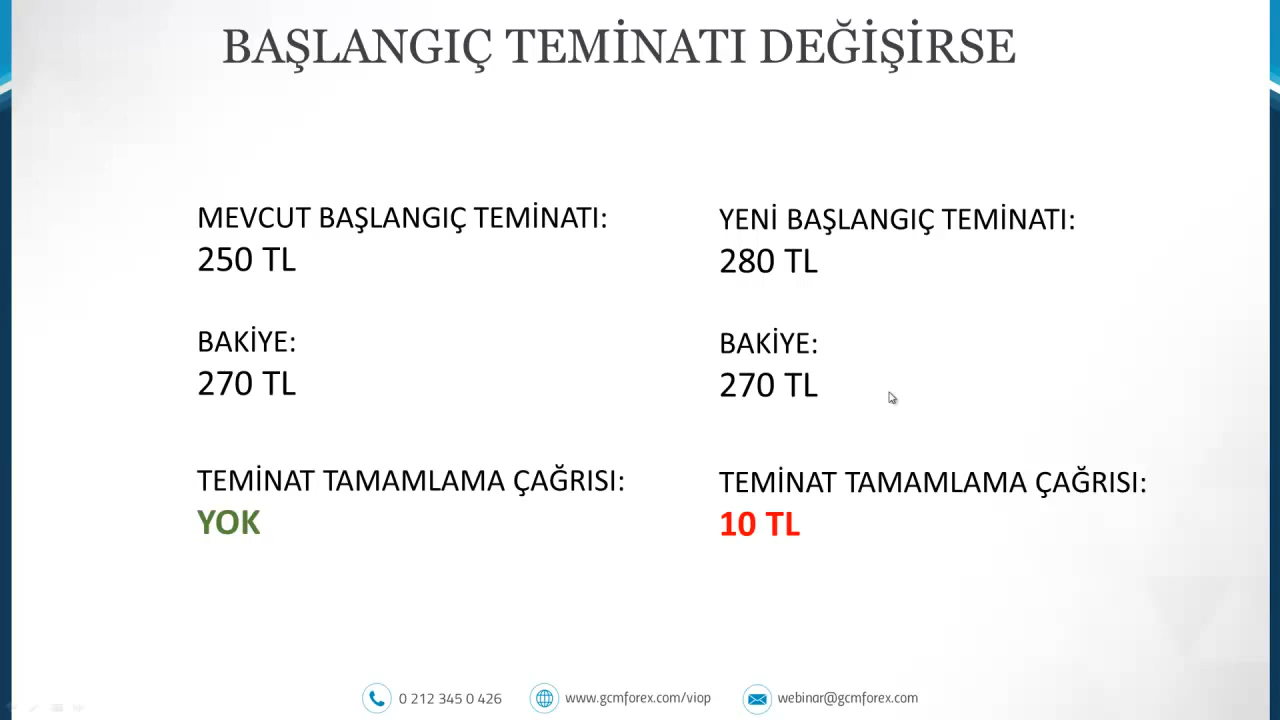 BAŞLANGIÇ TEMİNATI DEĞİŞİRSE
MEVCUT BAŞLANGIÇ TEMİNATI:
250 TL
BAKİYE:
270 TL
TEMİNAT TAMAMLAMA ÇAĞRISI:
YOK
YENİ BAŞLANGIÇ TEMİNATI:
280 TL
BAKİYE:
270 TL
TEMİNAT TAMAMLAMA ÇAĞRISI:
10 TL
0 212 345 0 426 www.gcmforex.com/viop webinar@gcmforex.com